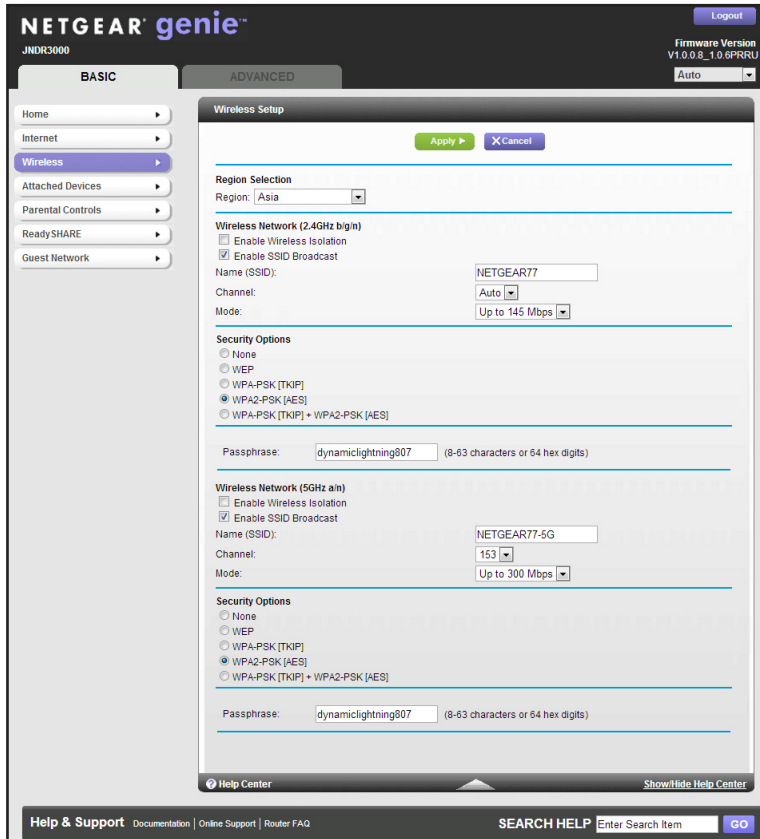 NETGEAR® genie™
Logout
JNDR3000
Firmware Version
V1.0.0.8_1.0.6PRRU
BASIC
ADVANCED
Auto
Home
Internet
Wireless
Attached Devices
Parental Controls
ReadySHARE
Guest Network
Wireless Setup
Apply
X Cancel
Region Selection
Region: Asia
Wireless Network (2.4GHz b/g/n)
Enable Wireless Isolation
Enable SSID Broadcast
Name (SSID): NETGEAR77
Channel: Auto
Mode: Up to 145 Mbps
Security Options
None
WEP
WPA-PSK [TKIP]
WPA2-PSK [AES]
WPA-PSK [TKIP] + WPA2-PSK [AES]
Passphrase: dynamiclightning807 (8-63 characters or 64 hex digits)
Wireless Network (5GHz a/n)
Enable Wireless Isolation
Enable SSID Broadcast
Name (SSID): NETGEAR77-5G
Channel: 153
Mode: Up to 300 Mbps
Security Options
None
WEP
WPA-PSK [TKIP]
WPA2-PSK [AES]
WPA-PSK [TKIP] + WPA2-PSK [AES]
Passphrase: dynamiclightning807 (8-63 characters or 64 hex digits)
? Help Center
Show/Hide Help Center
Help & Support Documentation | Online Support | Router FAQ
SEARCH HELP Enter Search Item GO